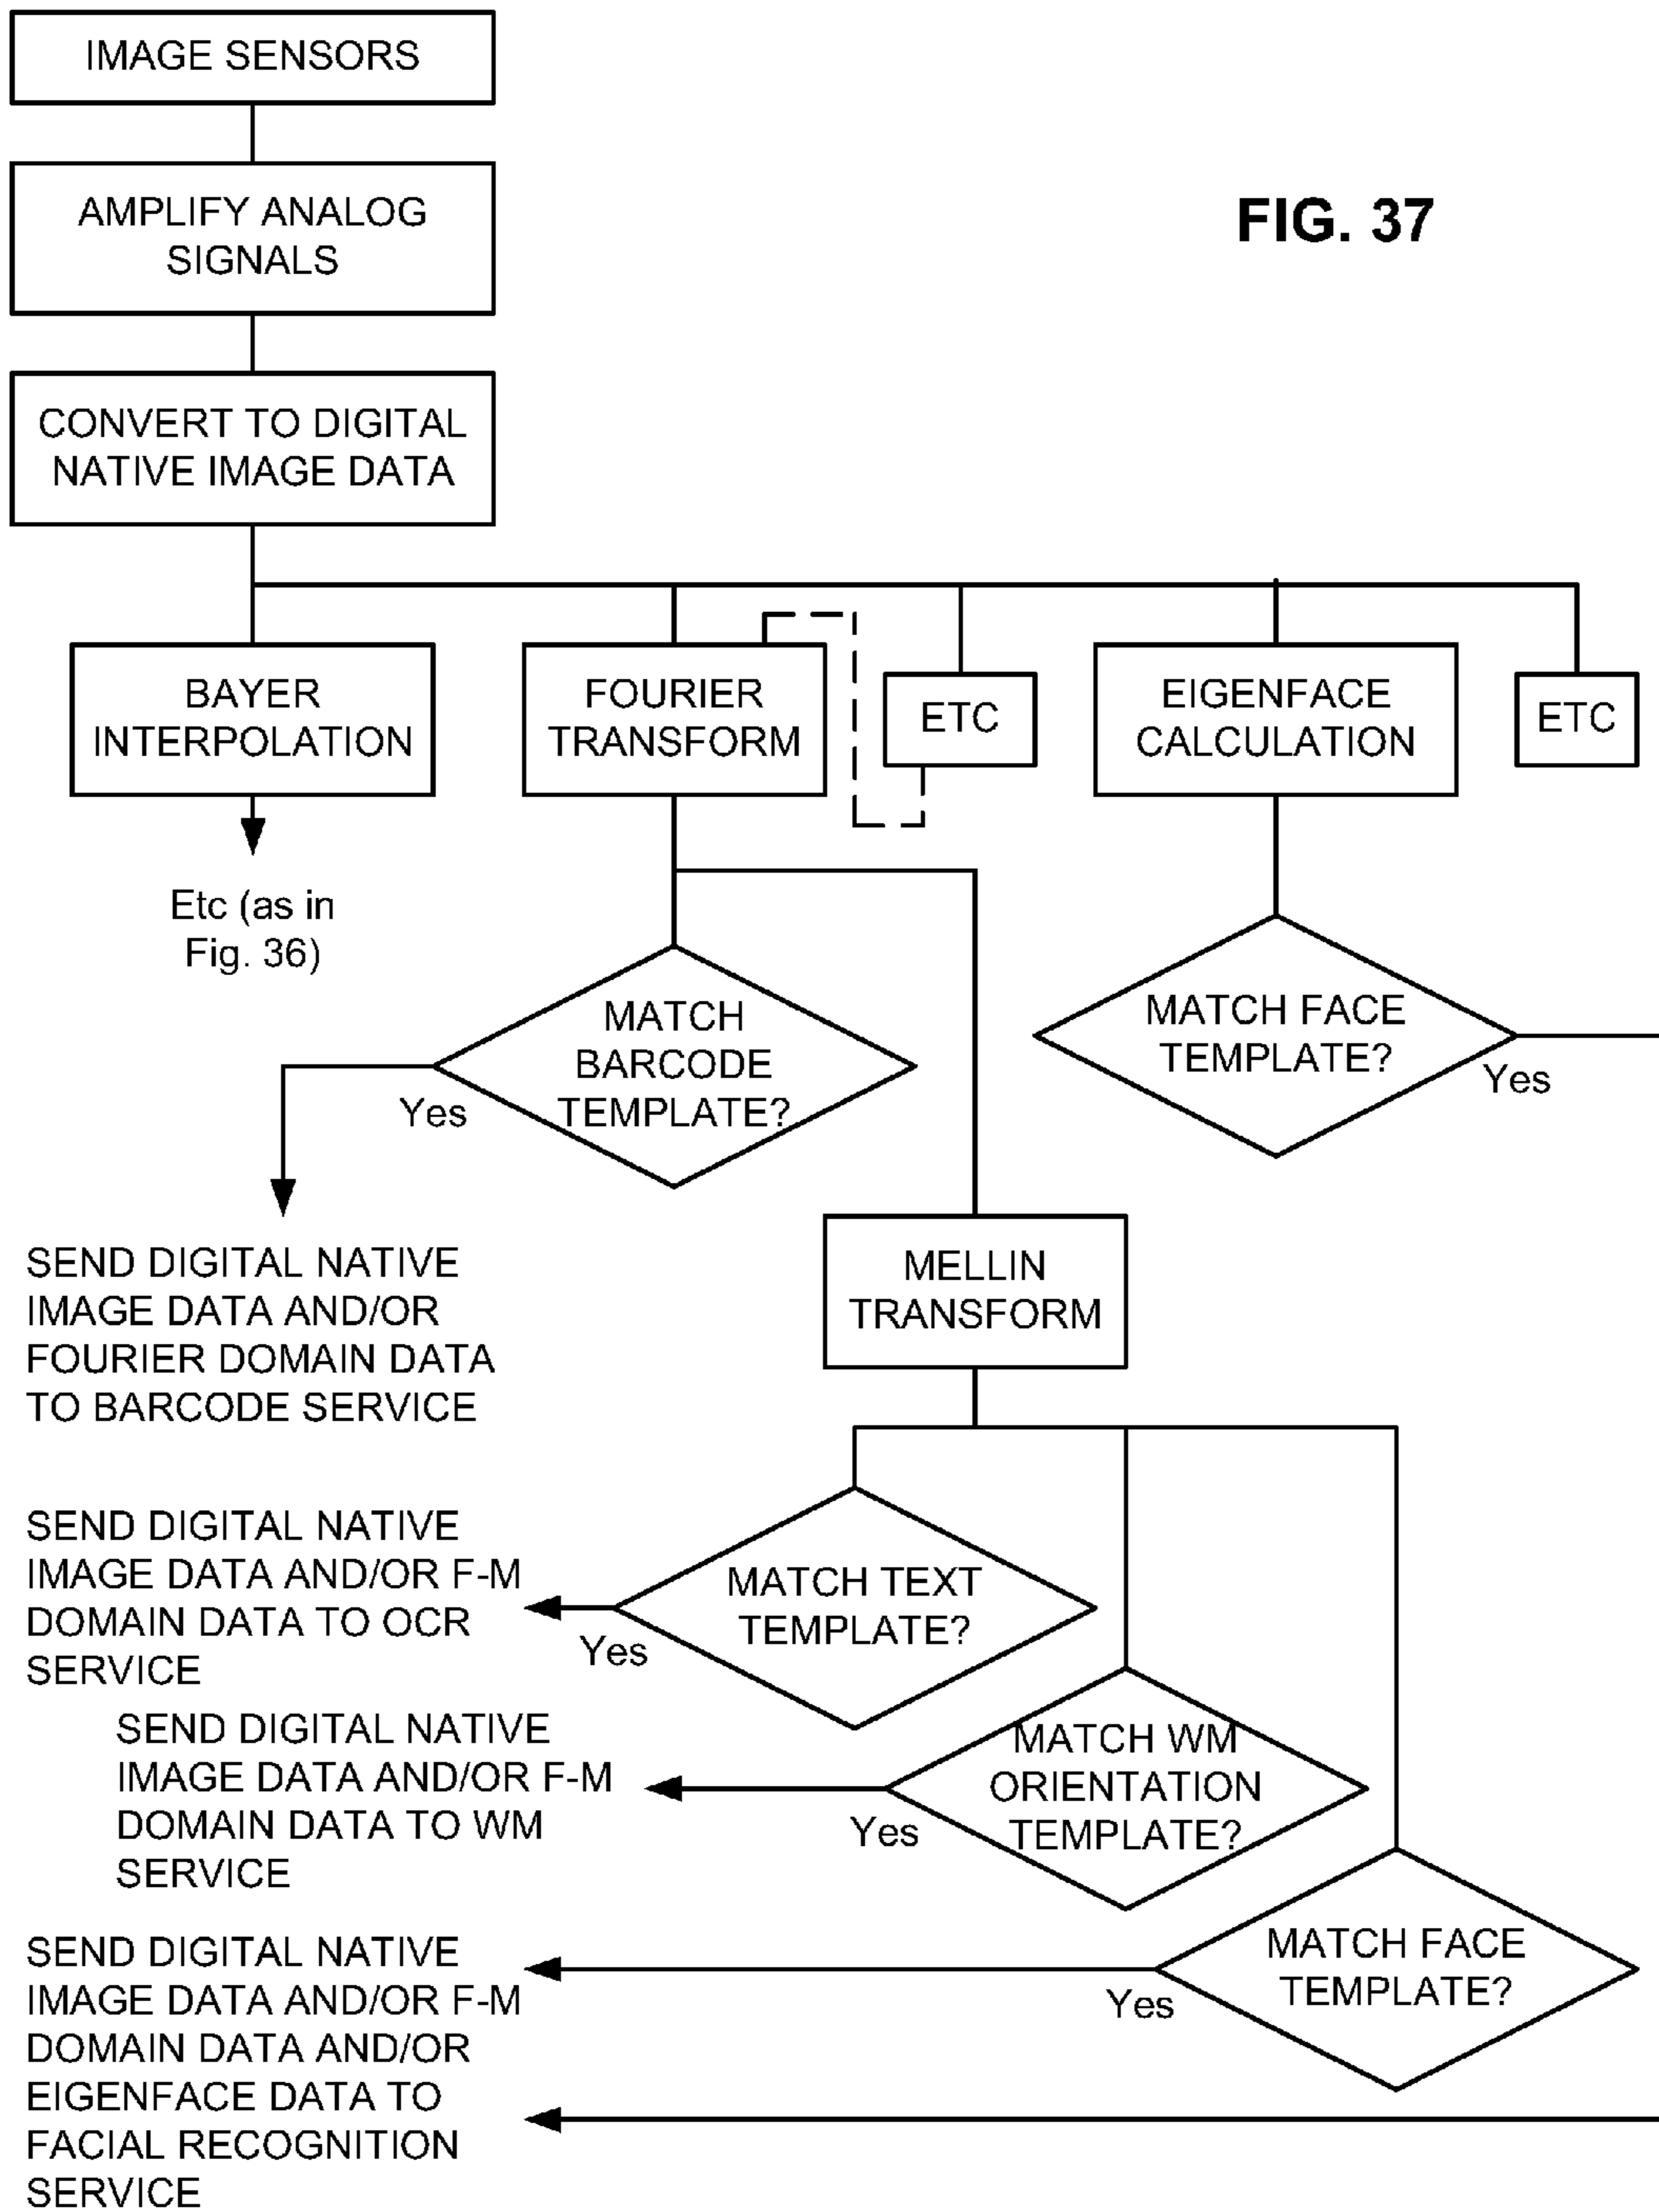 IMAGE SENSORS
AMPLIFY ANALOG
SIGNALS
FIG. 37
CONVERT TO DIGITAL
NATIVE IMAGE DATA
BAYER
INTERPOLATION
FOURIER
TRANSFORM
ETC
EIGENFACE
CALCULATION
ETC
Etc (as in
Fig. 36)
MATCH
BARCODE
TEMPLATE?
Yes
MATCH FACE
TEMPLATE?
Yes
SEND DIGITAL NATIVE
IMAGE DATA AND/OR
FOURIER DOMAIN DATA
TO BARCODE SERVICE
MELLIN
TRANSFORM
SEND DIGITAL NATIVE
IMAGE DATA AND/OR F-M
DOMAIN DATA TO OCR
SERVICE
MATCH TEXT
TEMPLATE?
Yes
SEND DIGITAL NATIVE
IMAGE DATA AND/OR F-M
DOMAIN DATA TO WM
SERVICE
MATCH WM
ORIENTATION
TEMPLATE?
Yes
SEND DIGITAL NATIVE
IMAGE DATA AND/OR F-M
DOMAIN DATA AND/OR
EIGENFACE DATA TO
FACIAL RECOGNITION
SERVICE
MATCH FACE
TEMPLATE?
Yes